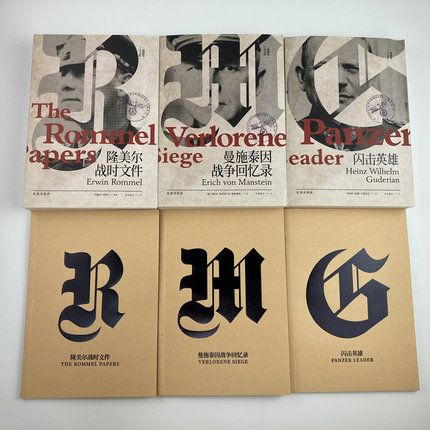 R
The
Rommel
Papers
隆美尔
战时文件
Erwin Rommel
M
Verlorene
Siege
曼施泰因
战争回忆录
Erich von Manstein
G
Panzer
Leader
闪击英雄
Heinz Wilhelm
Guderian
R
隆美尔战时文件
THE ROMMEL PAPERS
M
曼施泰因战争回忆录
VERLORENE SIEGE
G
闪击英雄
PANZER LEADER